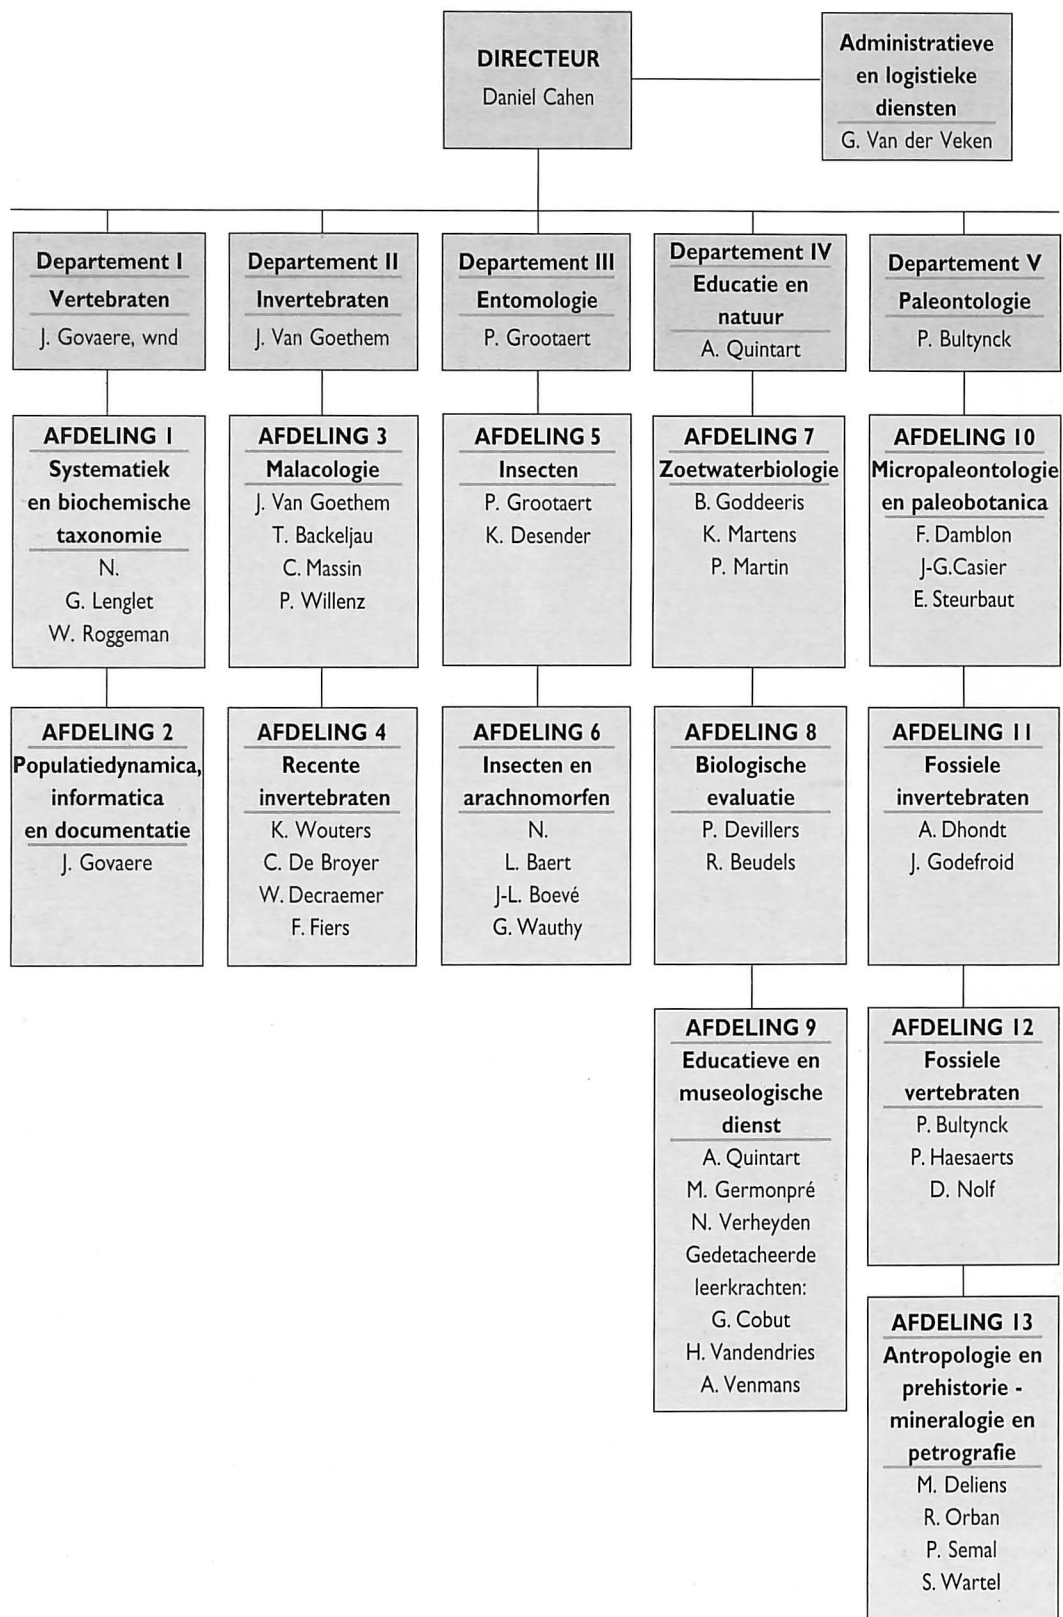 DIRECTEUR
Daniel Cahen
Administratieve
en logistieke
diensten
G. Van der Veken
Departement I
Vertebraten
J. Govaere, wnd
Departement II
Invertebraten
J. Van Goethem
Departement III
Entomologie
P. Grootaert
Departement IV
Educatie en
natuur
A. Quintart
Departement V
Paleontologie
P. Bultynck
AFDELING 1
Systematiek
en biochemische
taxonomie
N.
G. Lenglet
W. Roggeman
AFDELING 3
Malacologie
J. Van Goethem
T. Backeljau
C. Massin
P. Willenz
AFDELING 5
Insecten
P. Grootaert
K. Desender
AFDELING 7
Zoetwaterbiologie
B. Goddeeris
K. Martens
P. Martin
AFDELING 10
Micropaleontologie
en paleobotanica
F. Damblon
J-G.Casier
E. Steurbaut
AFDELING 2
Populatiedynamica,
informatica
en documentatie
J. Govaere
AFDELING 4
Recente
invertebraten
K. Wouters
C. De Broyer
W. Decraemer
F. Fiers
AFDELING 6
Insecten en
arachnomorfen
N.
L. Baert
J-L. Boevé
G. Wauthy
AFDELING 8
Biologische
evaluatie
P. Devillers
R. Beudels
AFDELING 11
Fossiele
invertebraten
A. Dhondt
J. Godefroid
AFDELING 9
Educatieve en
museologische
dienst
A. Quintart
M. Germonpré
N. Verheyden
Gedetacheerde
leerkrachten:
G. Cobut
H. Vandendries
A. Venmans
AFDELING 12
Fossiele
vertebraten
P. Bultynck
P. Haesaerts
D. Nolf
AFDELING 13
Antropologie en
prehistorie -
mineralogie en
petrografie
M. Deliens
R. Orban
P. Semal
S. Wartel